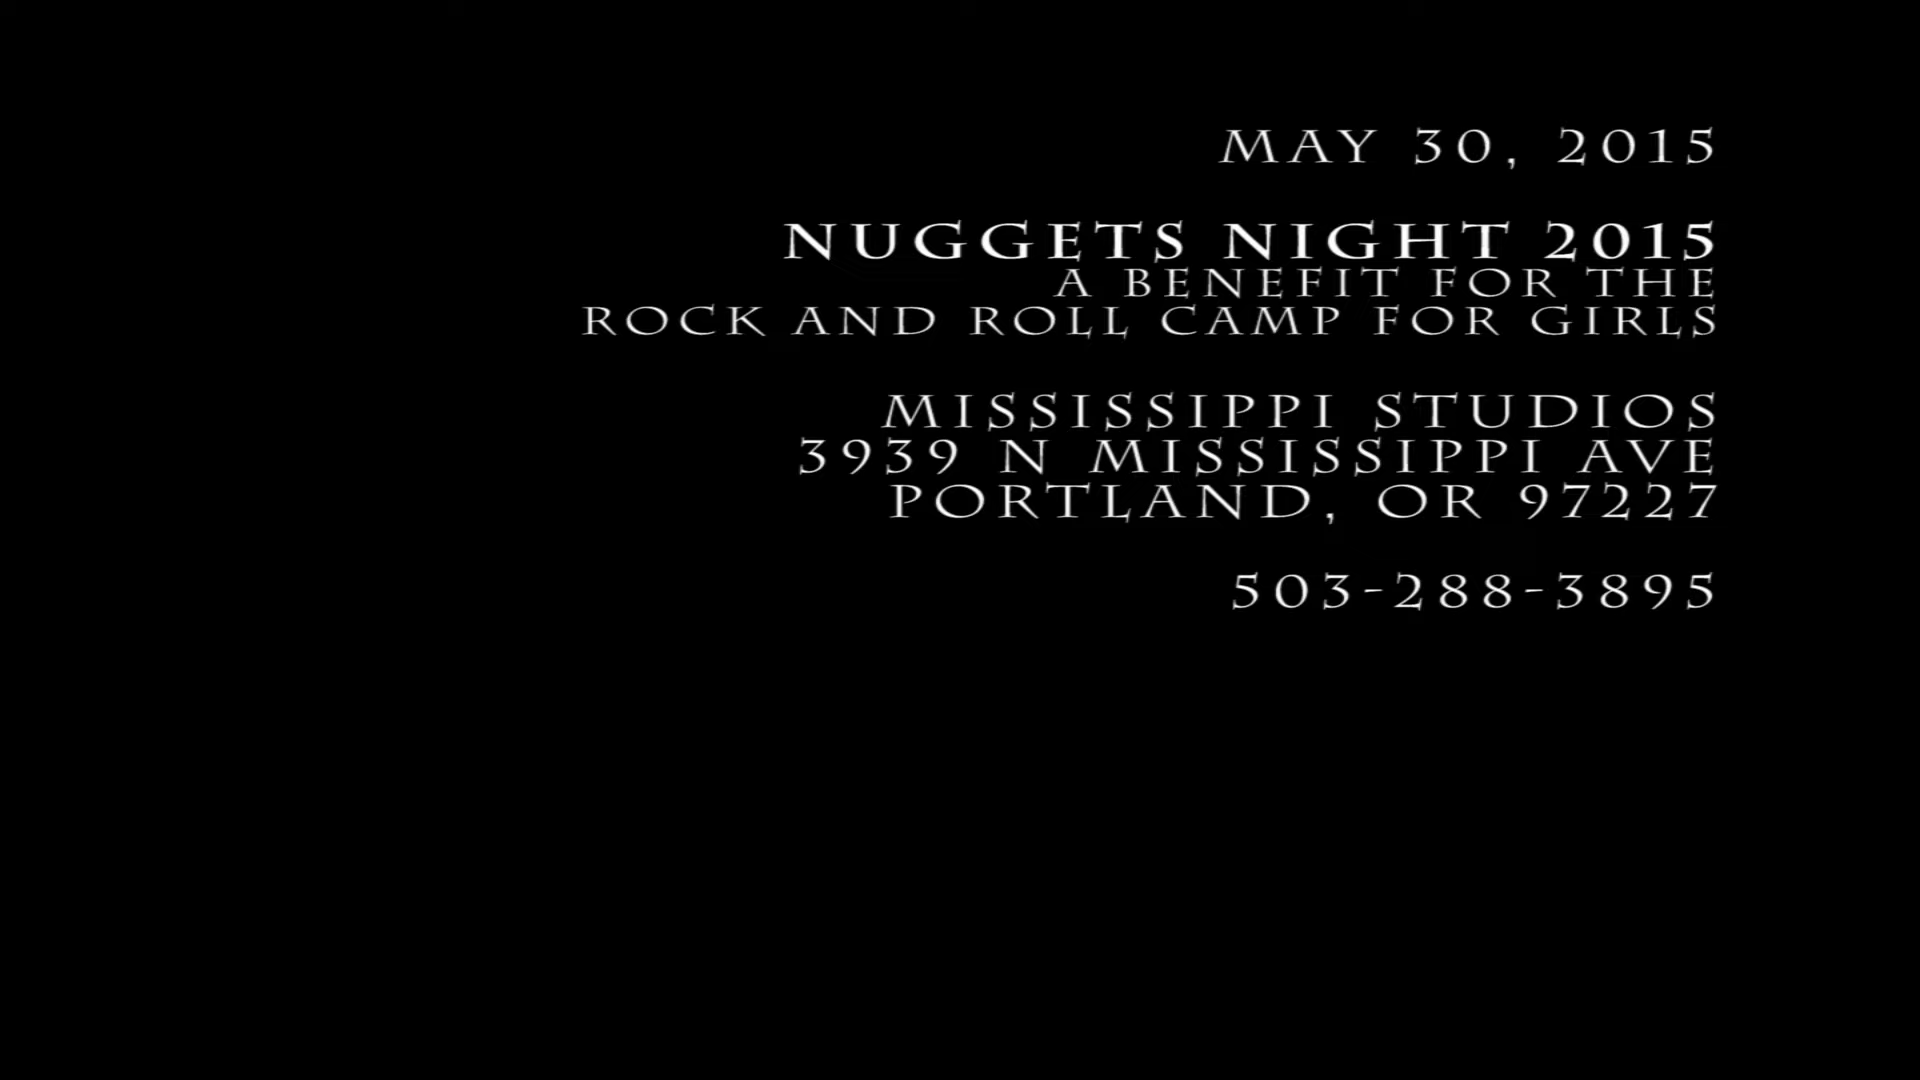 MAY 30, 2015
NUGGETS NIGHT 2015
A BENEFIT FOR THE
ROCK AND ROLL CAMP FOR GIRLS
MISSISSIPPI STUDIOS
3939 N MISSISSIPPI AVE
PORTLAND, OR 97227
503-288-3895